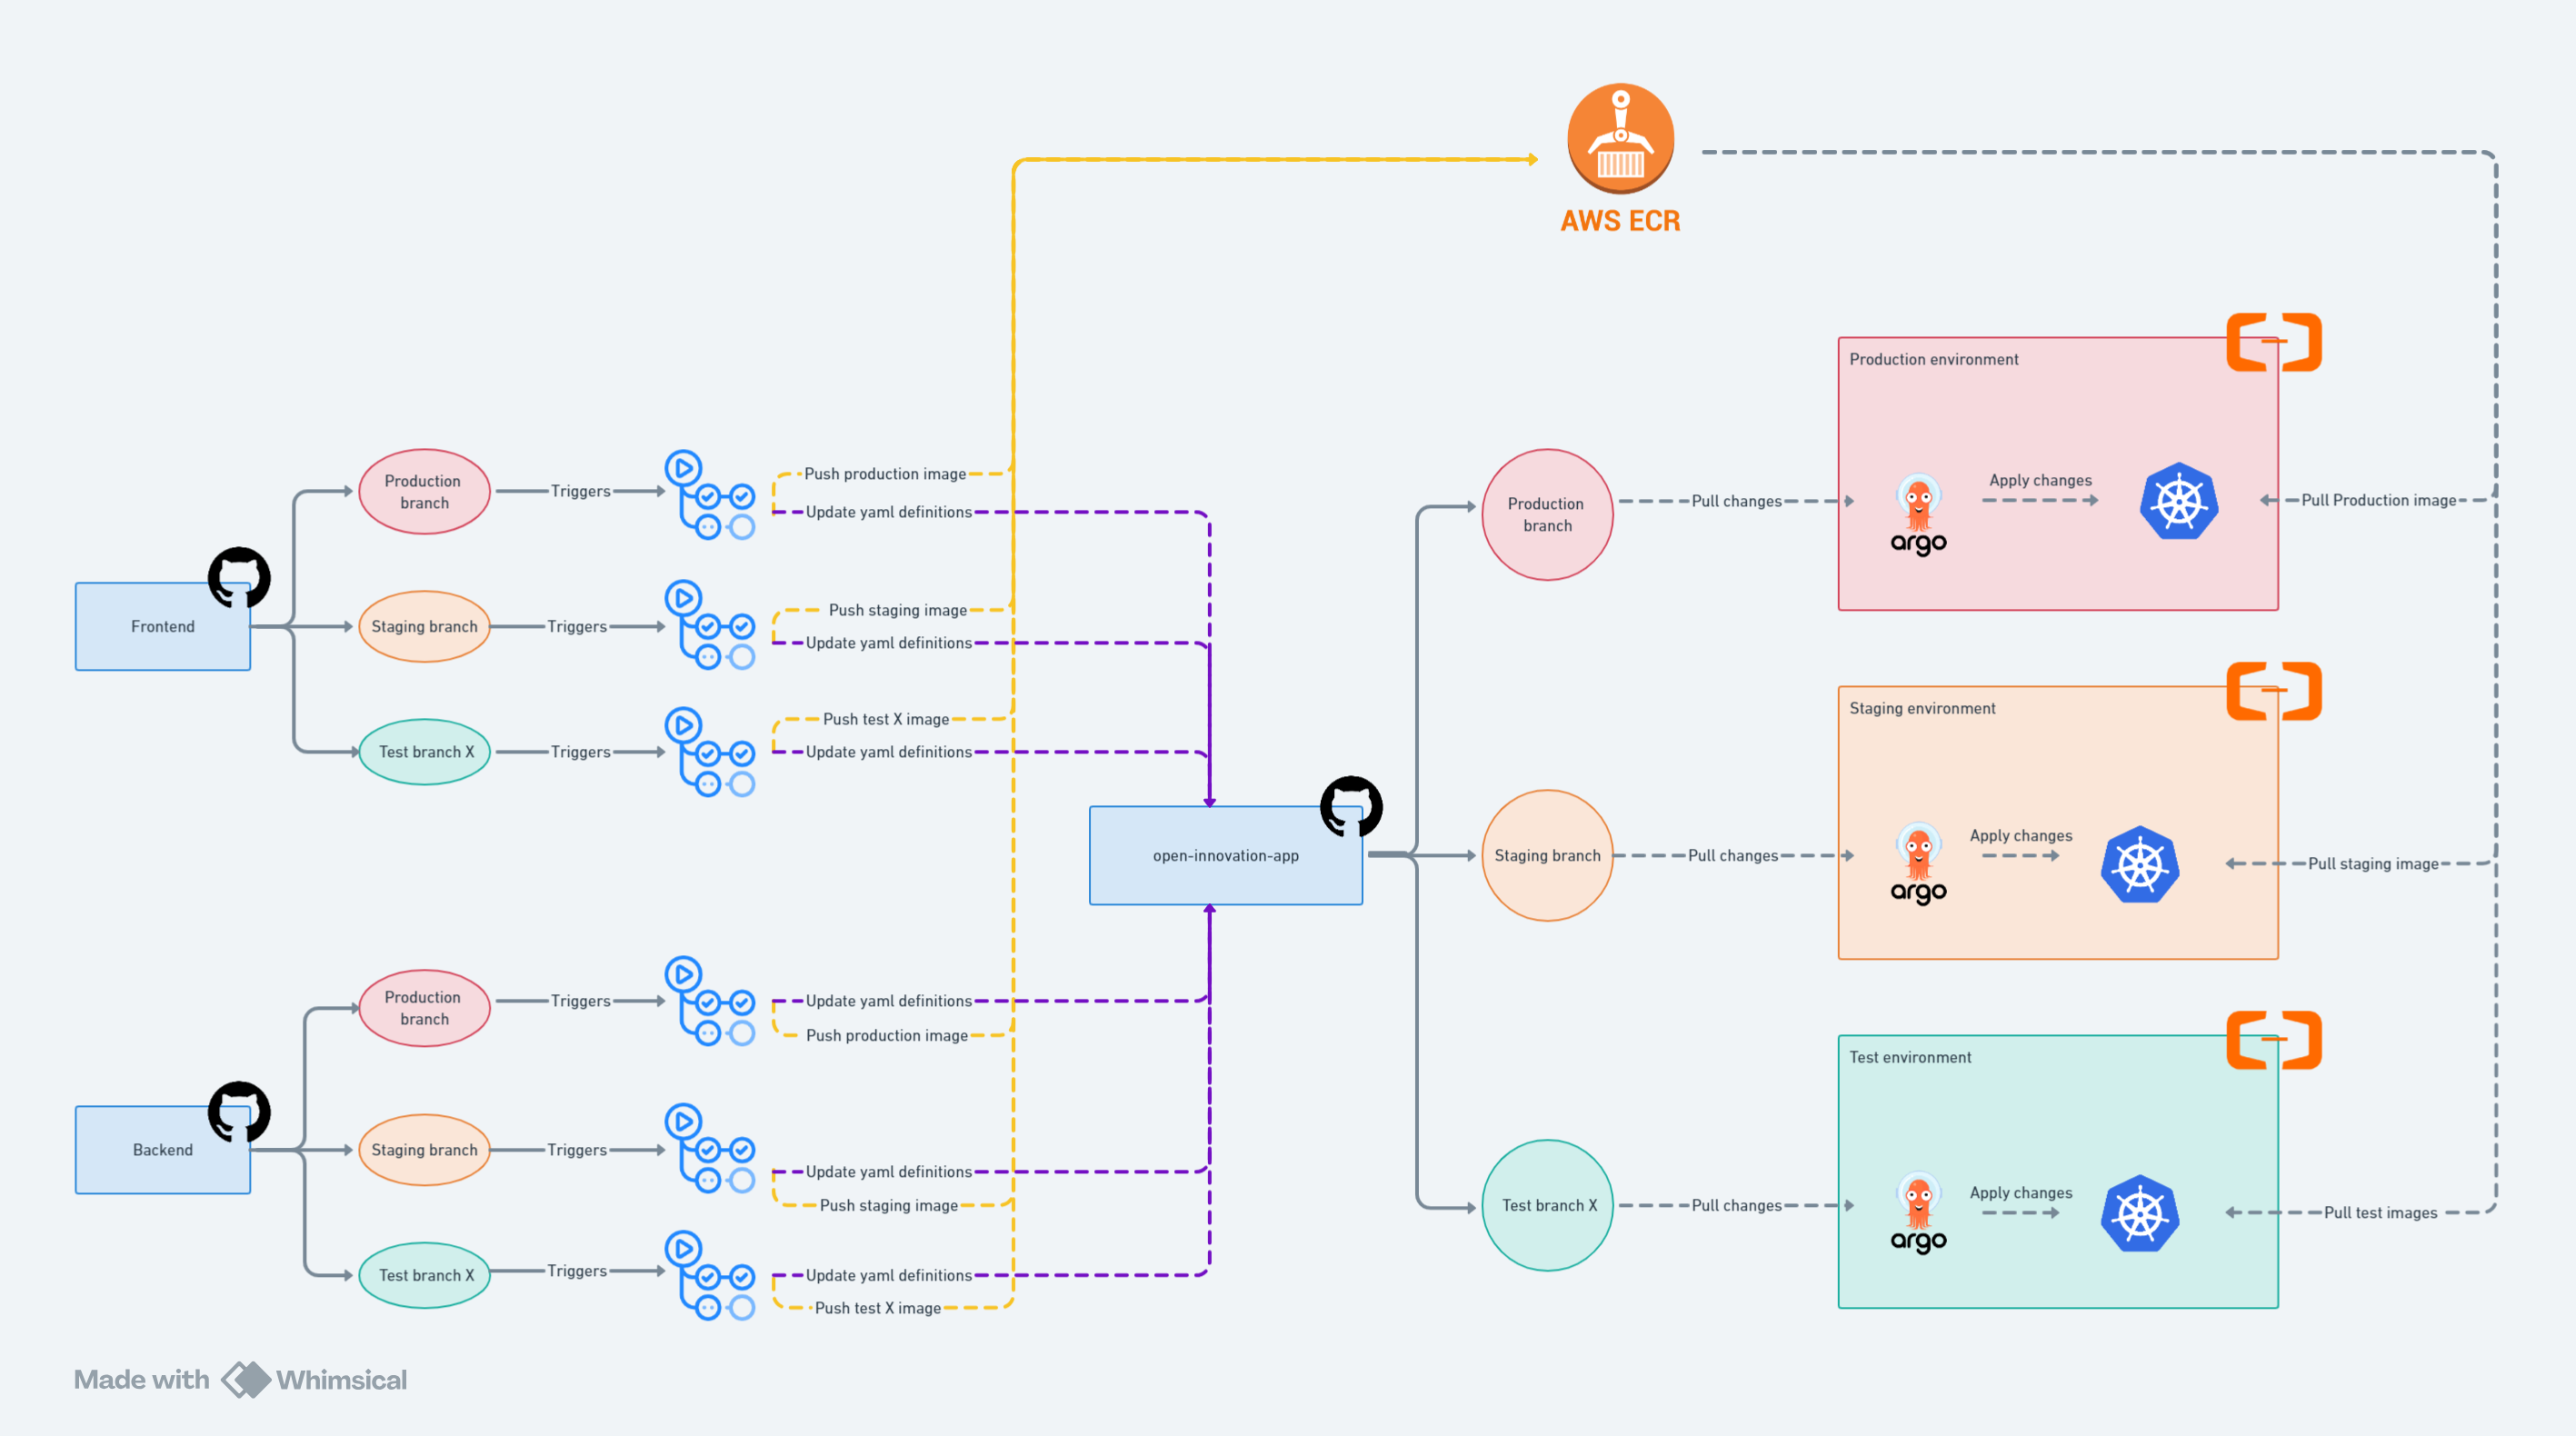 AWS ECR
Production environment
Push production image
Production
branch
Triggers
Update yaml definitions
Production
branch
Pull changes
Apply changes
argo
Pull Production image
Frontend
Staging branch
Triggers
Push staging image
Update yaml definitions
Test branch X
Triggers
Push test X image
Update yaml definitions
Staging environment
open-innovation-app
Staging branch
Pull changes
Apply changes
argo
Pull staging image
Production
branch
Triggers
Update yaml definitions
Push production image
Test environment
Backend
Staging branch
Triggers
Update yaml definitions
Push staging image
Test branch X
Pull changes
Apply changes
argo
Pull test images
Test branch X
Triggers
Update yaml definitions
Push test X image
Made with Whimsical